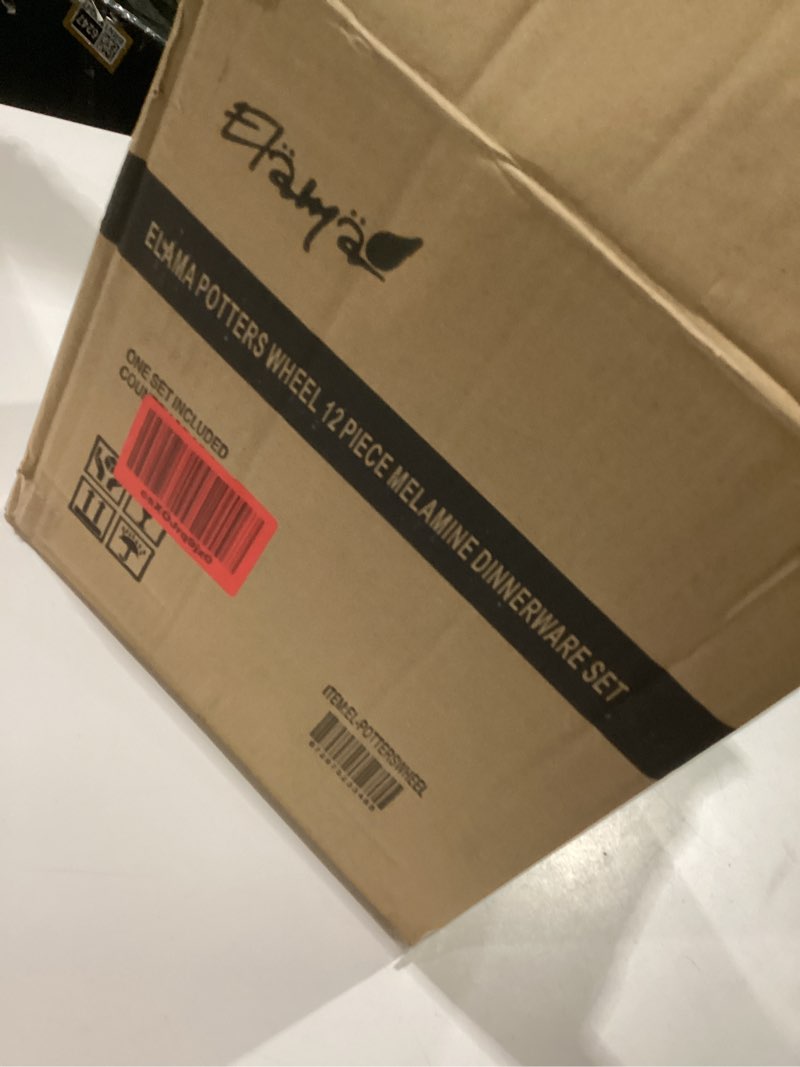 Elämä
ELAMA POTTERS WHEEL 12 PIECE MELAMINE DINNERWARE SET
ONE SET INCLUDED
ITEM:EL-POTTERSWHEEL